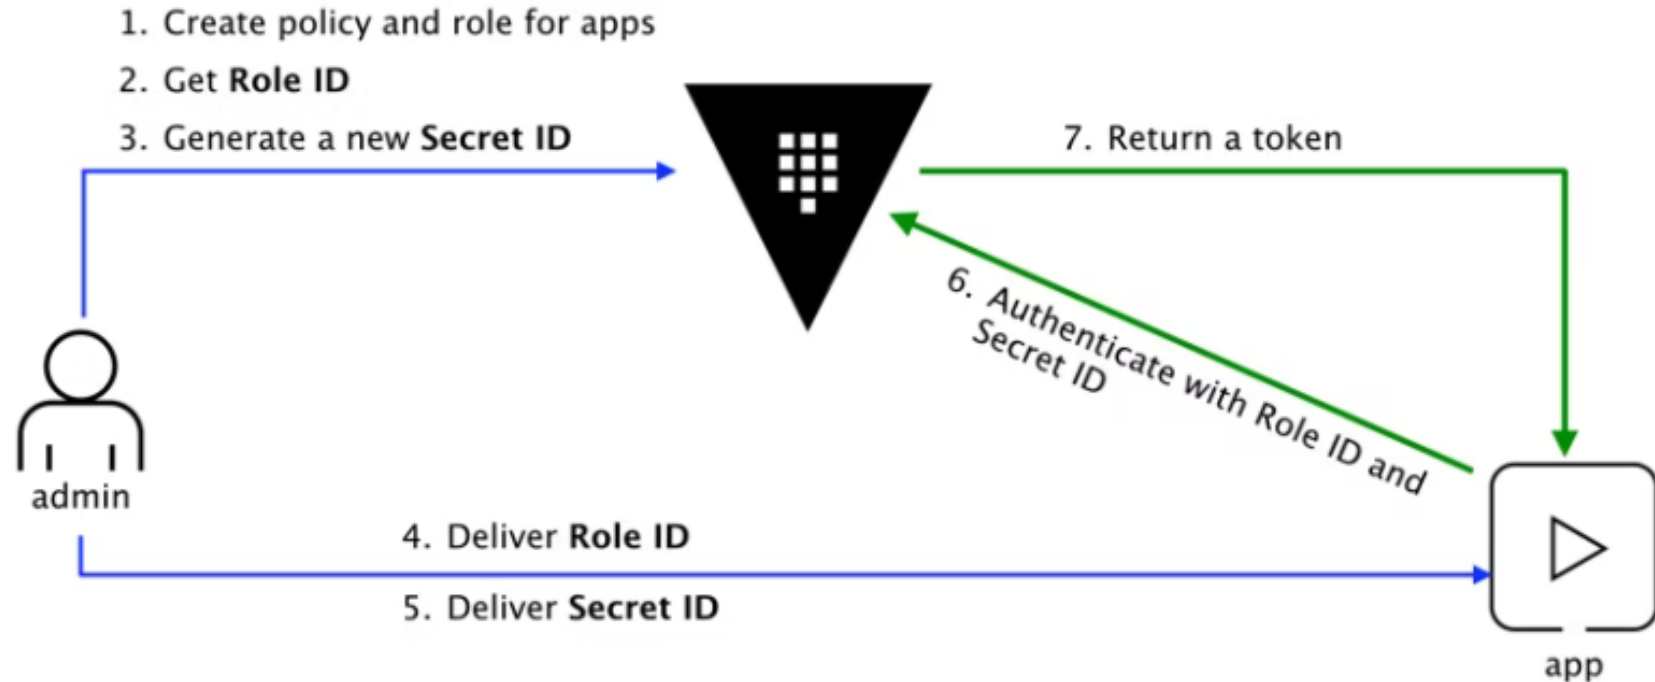 1. Create policy and role for apps
2. Get Role ID
3. Generate a new Secret ID
7. Return a token
6. Authenticate with Role ID and
Secret ID
admin
4. Deliver Role ID
5. Deliver Secret ID
app